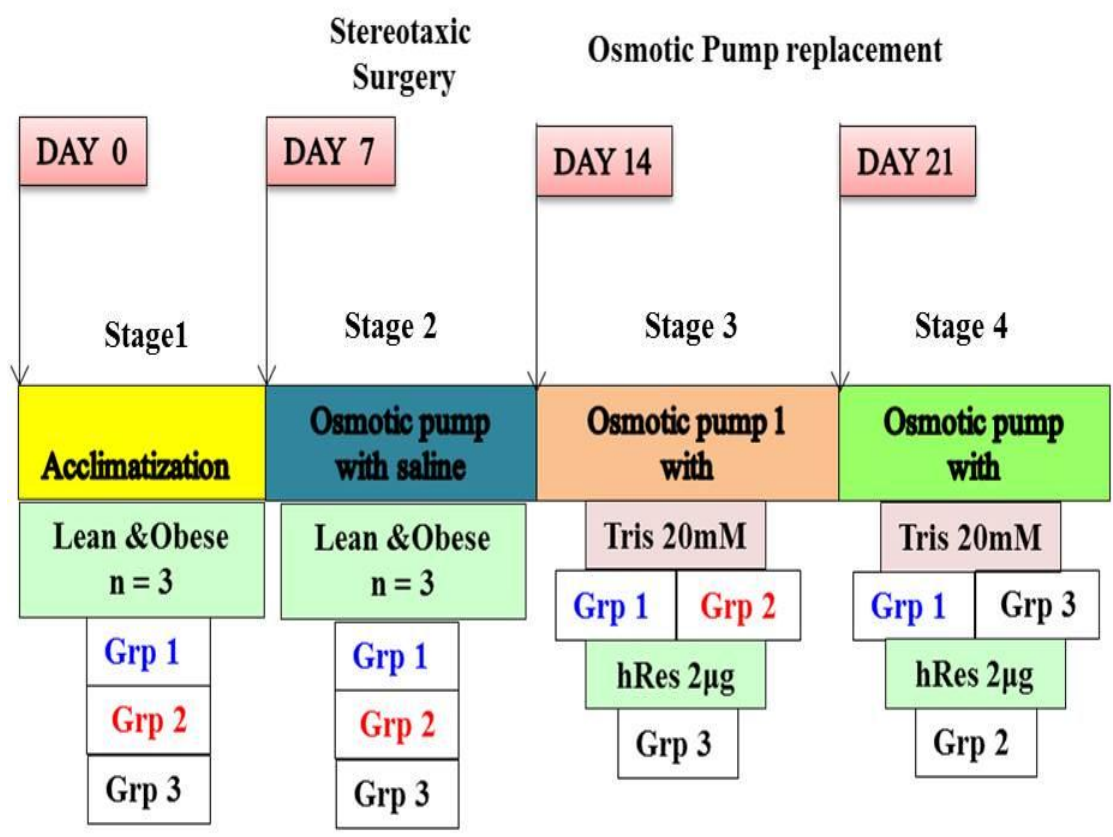 Stereotaxic
Surgery
Osmotic Pump replacement
DAY 0
DAY 7
DAY 14
DAY 21
Stage1
Stage 2
Stage 3
Stage 4
Acclimatization
Osmotic pump
with saline
Osmotic pump 1
with
Osmotic pump
with
Lean &Obese
n = 3
Grp 1
Grp 2
Grp 3
Lean &Obese
n = 3
Grp 1
Grp 2
Grp 3
Tris 20mM
Grp 1
Grp 2
hRes 2µg
Grp 3
Tris 20mM
Grp 1
Grp 3
hRes 2µg
Grp 2